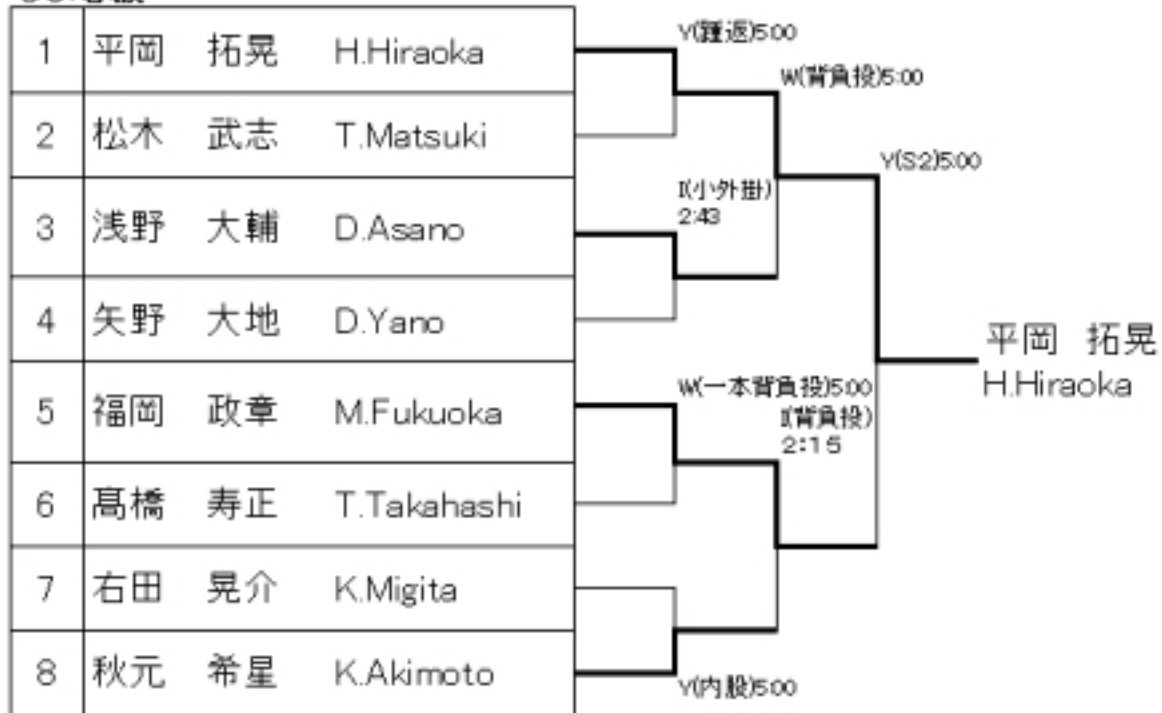 1 平岡 拓晃 H.Hiraoka
2 松木 武志 T.Matsuki
3 浅野 大輔 D.Asano
4 矢野 大地 D.Yano
5 福岡 政章 M.Fukuoka
6 髙橋 寿正 T.Takahashi
7 右田 晃介 K.Migita
8 秋元 希星 K.Akimoto
Y(踵返)5:00
W(背負投)5:00
Y(S2)5:00
I(小外掛)
2:43
W(一本背負投)5:00
I(背負投)
2:15
Y(内股)5:00
平岡 拓晃
H.Hiraoka